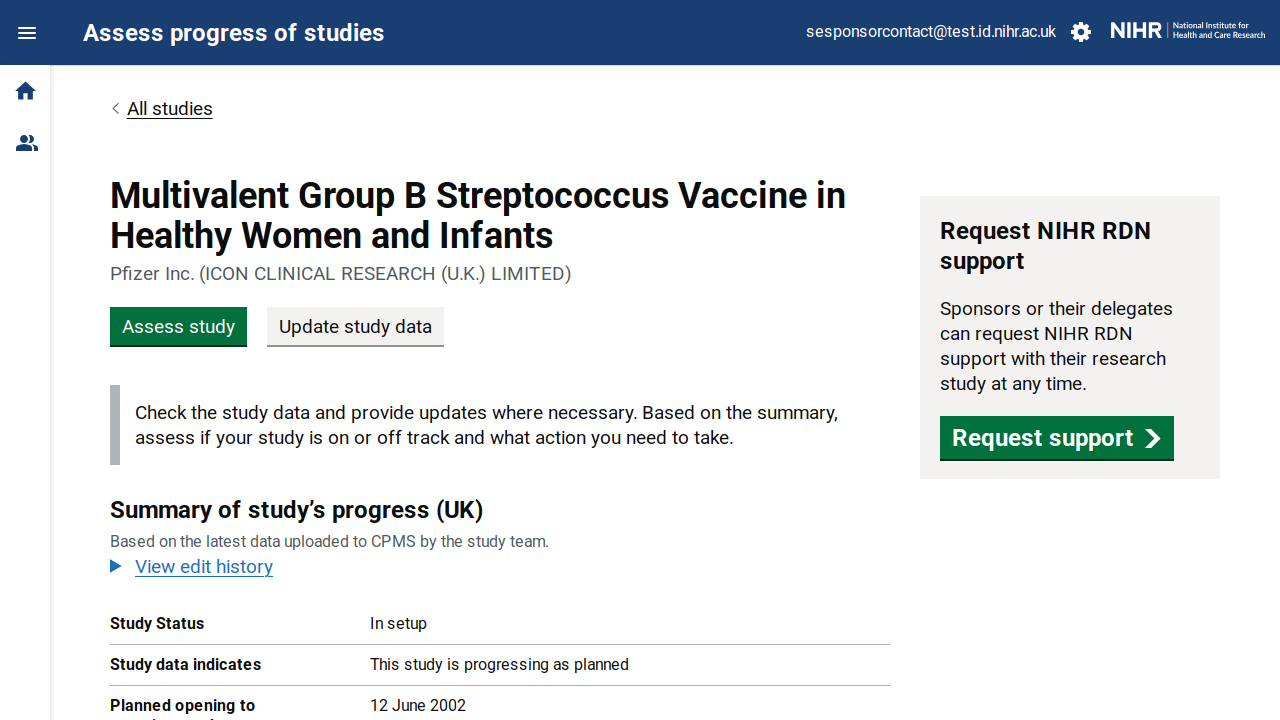 Assess progress of studies
sesponsorcontact@test.id.nihr.ac.uk
NIHR
National Institute for
Health and Care Research
All studies
Multivalent Group B Streptococcus Vaccine in
Healthy Women and Infants
Pfizer Inc. (ICON CLINICAL RESEARCH (U.K.) LIMITED)
Assess study
Update study data
Check the study data and provide updates where necessary. Based on the summary,
assess if your study is on or off track and what action you need to take.
Summary of study’s progress (UK)
Based on the latest data uploaded to CPMS by the study team.
View edit history
Study Status
In setup
Study data indicates
This study is progressing as planned
Planned opening to
12 June 2002
Request NIHR RDN
support
Sponsors or their delegates
can request NIHR RDN
support with their research
study at any time.
Request support